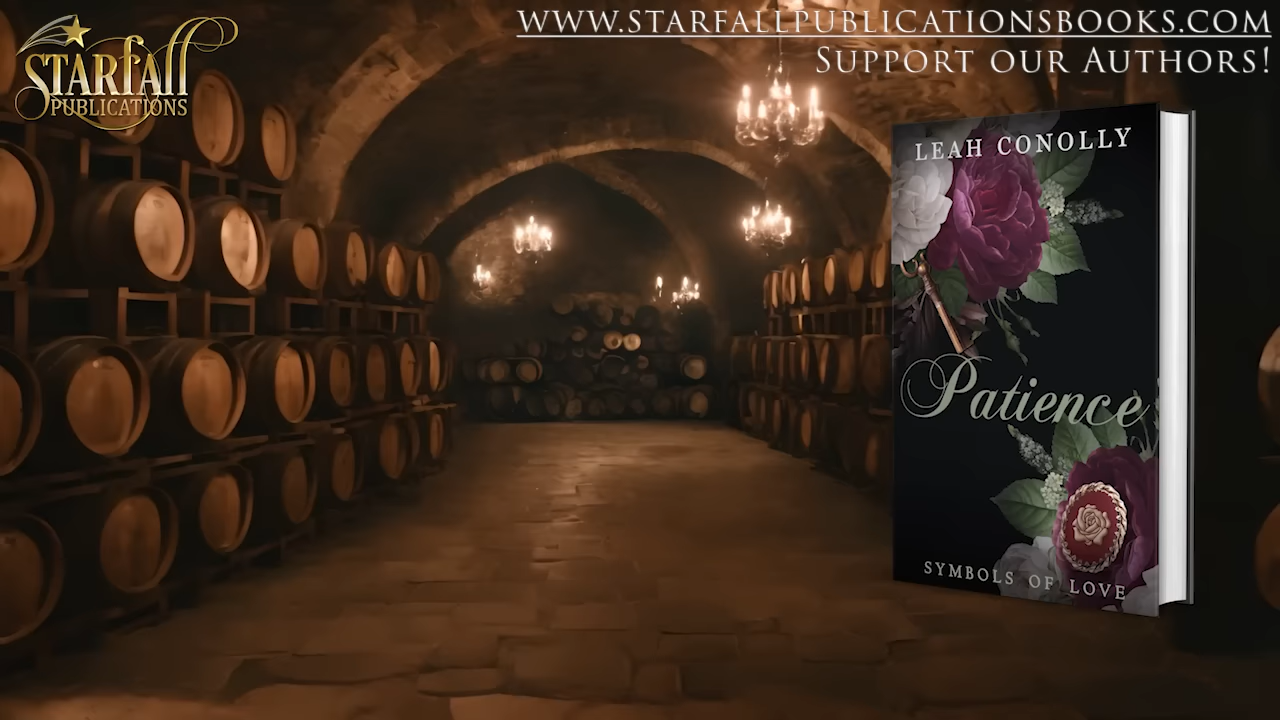 STARfall
PUBLICATIONS
WWW.STARFALLPUBLICATIONSBOOKS.COM
SUPPORT OUR AUTHORS!
LEAH CONOLLY
Patience
SYMBOLS OF LOVE